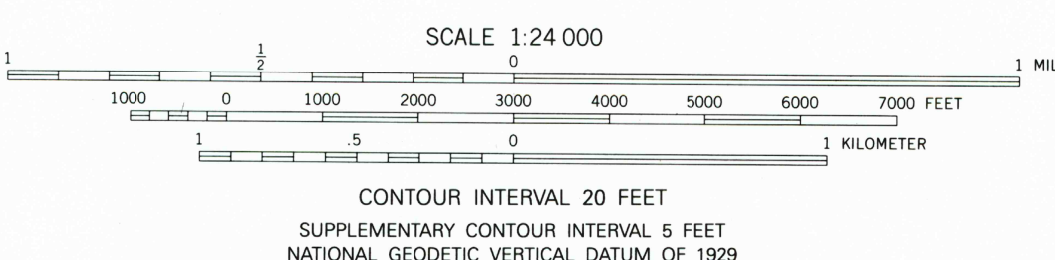 SCALE 1:24 000
1 1/2 0 1 MIL
1000 0 1000 2000 3000 4000 5000 6000 7000 FEET
1 .5 0 1 KILOMETER
CONTOUR INTERVAL 20 FEET
SUPPLEMENTARY CONTOUR INTERVAL 5 FEET
NATIONAL GEODETIC VERTICAL DATUM OF 1929